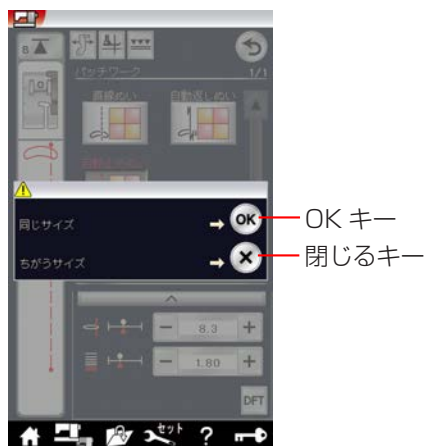 B
パッチワーク 1/1
直線ぬい 自動返しぬい
同じサイズ OK
ちがうサイズ
OK キー
閉じるキー
8.3
1.80
DFT
セット ?